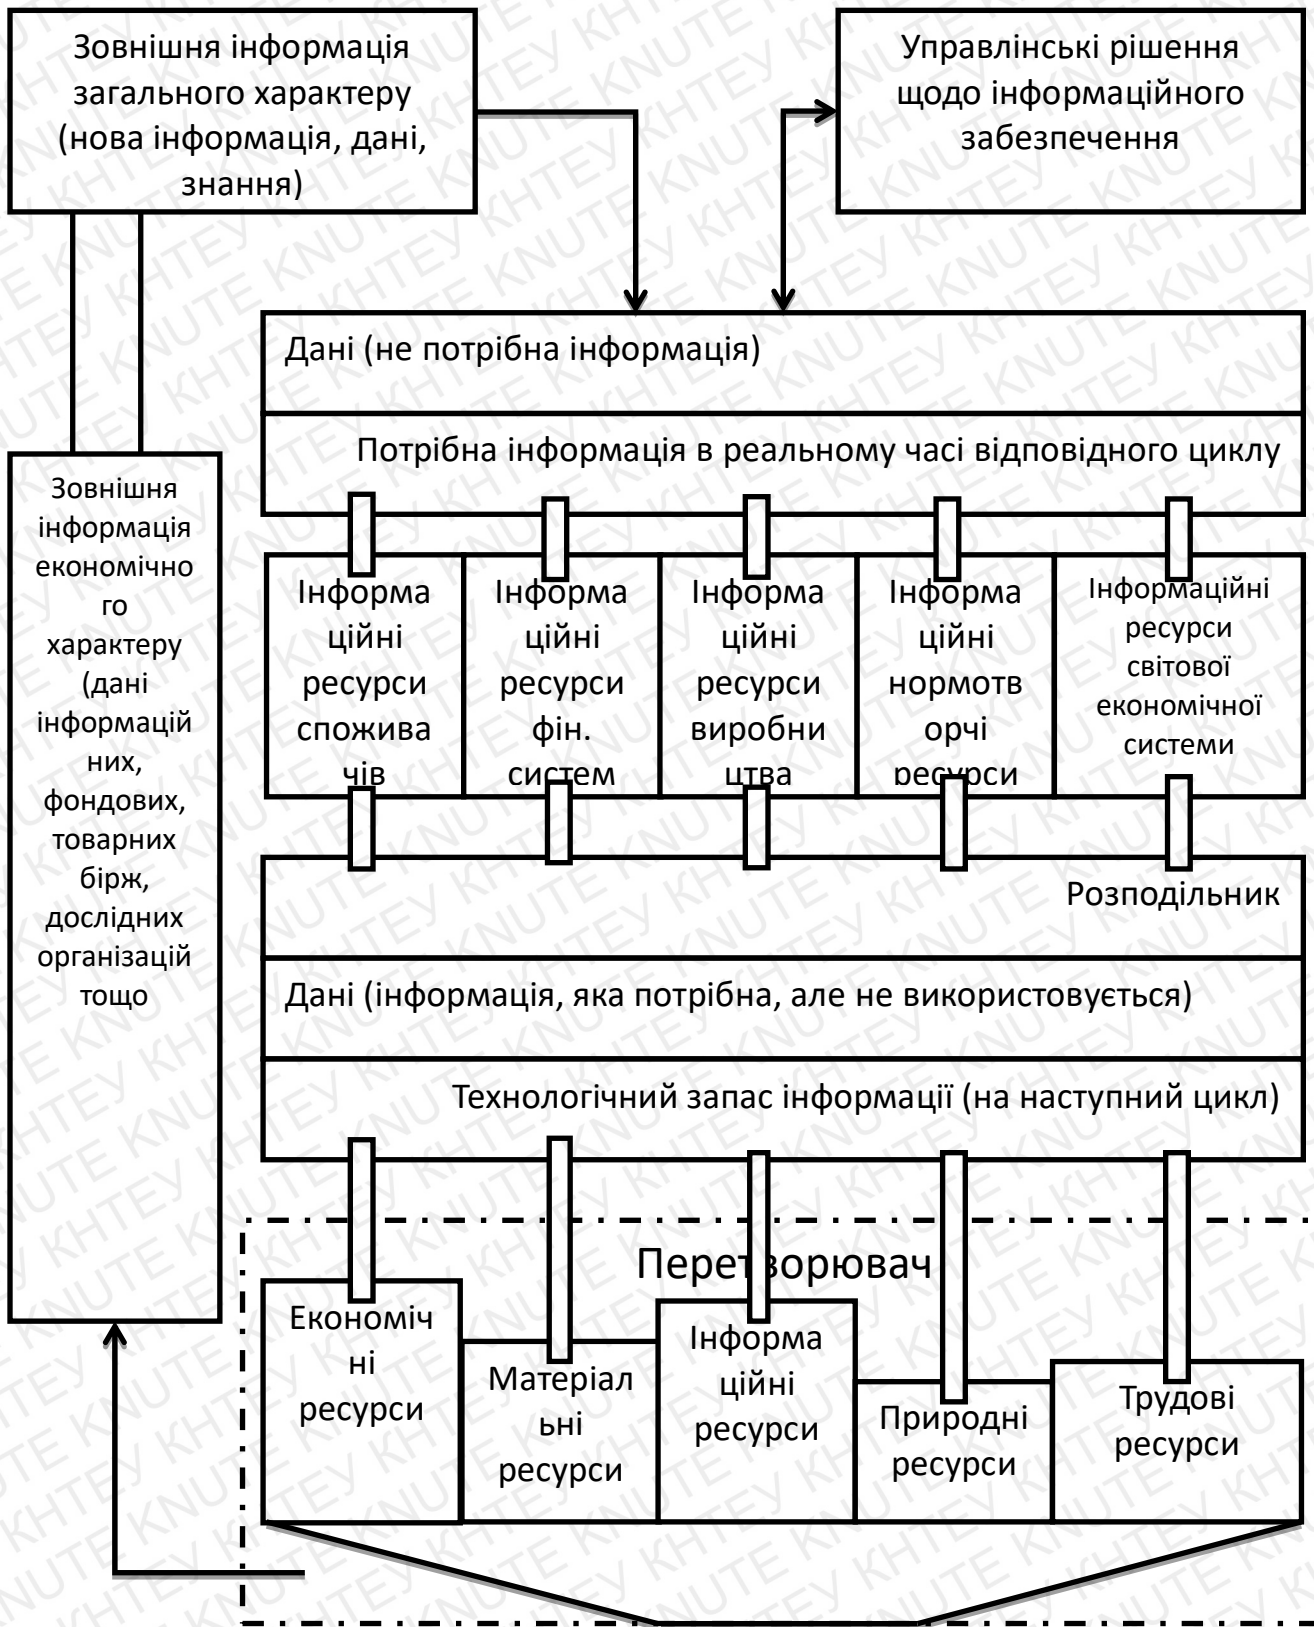 Зовнішня інформація
загального характеру
(нова інформація, дані,
знання)
Управлінські рішення
щодо інформаційного
забезпечення
Дані (не потрібна інформація)
Потрібна інформація в реальному часі відповідного циклу
Зовнішня
інформація
економічно
го
характеру
(дані
інформацій
них,
фондових,
товарних
бірж,
дослідних
організацій
тощо
Інформа
ційні
ресурси
спожива
чів
Інформа
ційні
ресурси
фін.
систем
Інформа
ційні
ресурси
виробни
цтва
Інформа
ційні
нормотв
орчі
ресурси
Інформаційні
ресурси
світової
економічної
системи
Розподільник
Дані (інформація, яка потрібна, але не використовується)
Технологічний запас інформації (на наступний цикл)
Перетворювач
Економіч
ні
ресурси
Матеріал
ьні
ресурси
Інформа
ційні
ресурси
Природні
ресурси
Трудові
ресурси